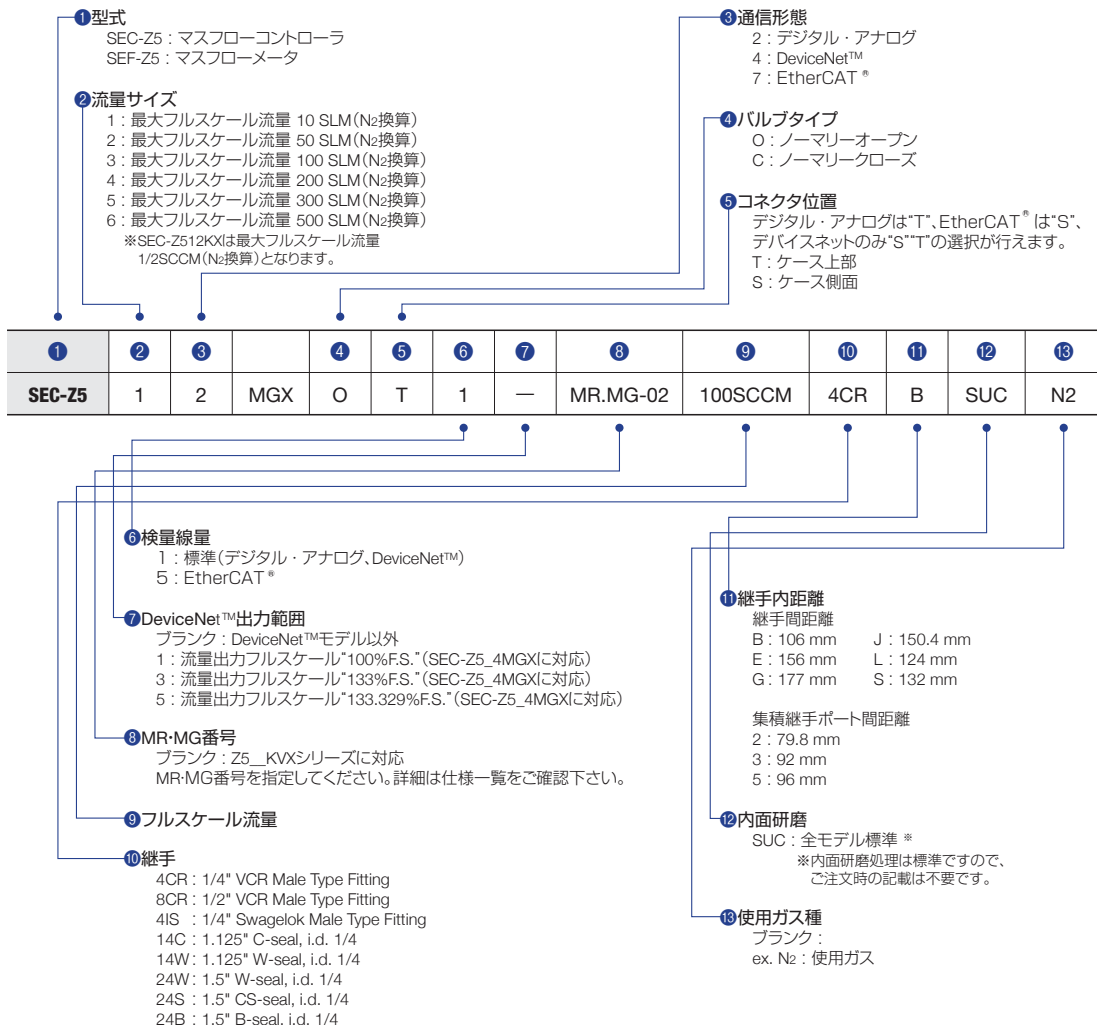 ①型式
SEC-Z5：マスフローコントローラ
SEF-Z5：マスフローメータ
②流量サイズ
1：最大フルスケール流量 10 SLM（N2換算）
2：最大フルスケール流量 50 SLM（N2換算）
3：最大フルスケール流量 100 SLM（N2換算）
4：最大フルスケール流量 200 SLM（N2換算）
5：最大フルスケール流量 300 SLM（N2換算）
6：最大フルスケール流量 500 SLM（N2換算）
※SEC-Z512KXは最大フルスケール流量
1/2SCCM（N2換算）となります。
③通信形態
2：デジタル・アナログ
4：DeviceNet™
7：EtherCAT®
④バルブタイプ
O：ノーマリーオープン
C：ノーマリークローズ
⑤コネクタ位置
デジタル・アナログは“T”、EtherCAT®は“S”、
デバイスネットのみ“S”“T”の選択が行えます。
T：ケース上部
S：ケース側面
① ② ③ ④ ⑤ ⑥ ⑦ ⑧ ⑨ ⑩ ⑪ ⑫ ⑬
SEC-Z5 1 2 MGX O T 1 — MR.MG-02 100SCCM 4CR B SUC N2
⑥検量線量
1：標準（デジタル・アナログ、DeviceNet™）
5：EtherCAT®
⑦DeviceNet™出力範囲
ブランク：DeviceNet™モデル以外
1：流量出力フルスケール“100%F.S.”（SEC-Z5_4MGXに対応）
3：流量出力フルスケール“133%F.S.”（SEC-Z5_4MGXに対応）
5：流量出力フルスケール“133.329%F.S.”（SEC-Z5_4MGXに対応）
⑧MR・MG番号
ブランク：Z5__KVXシリーズに対応
MR・MG番号を指定してください。詳細は仕様一覧をご確認下さい。
⑨フルスケール流量
⑩継手
4CR：1/4" VCR Male Type Fitting
8CR：1/2" VCR Male Type Fitting
4IS：1/4" Swagelok Male Type Fitting
14C：1.125" C-seal, i.d. 1/4
14W：1.125" W-seal, i.d. 1/4
24W：1.5" W-seal, i.d. 1/4
24S：1.5" CS-seal, i.d. 1/4
24B：1.5" B-seal, i.d. 1/4
⑪継手内距離
継手間距離
B：106 mm J：150.4 mm
E：156 mm L：124 mm
G：177 mm S：132 mm
集積継手ポート間距離
2：79.8 mm
3：92 mm
5：96 mm
⑫内面研磨
SUC：全モデル標準 ※
※内面研磨処理は標準ですので、
ご注文時の記載は不要です。
⑬使用ガス種
ブランク：
ex. N2：使用ガス